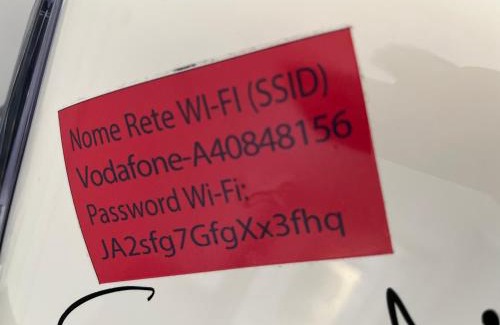 Nome Rete WI-FI (SSID)
Vodafone-A40848156
Password Wi-Fi:
JA2sfg7GfgXx3fhq